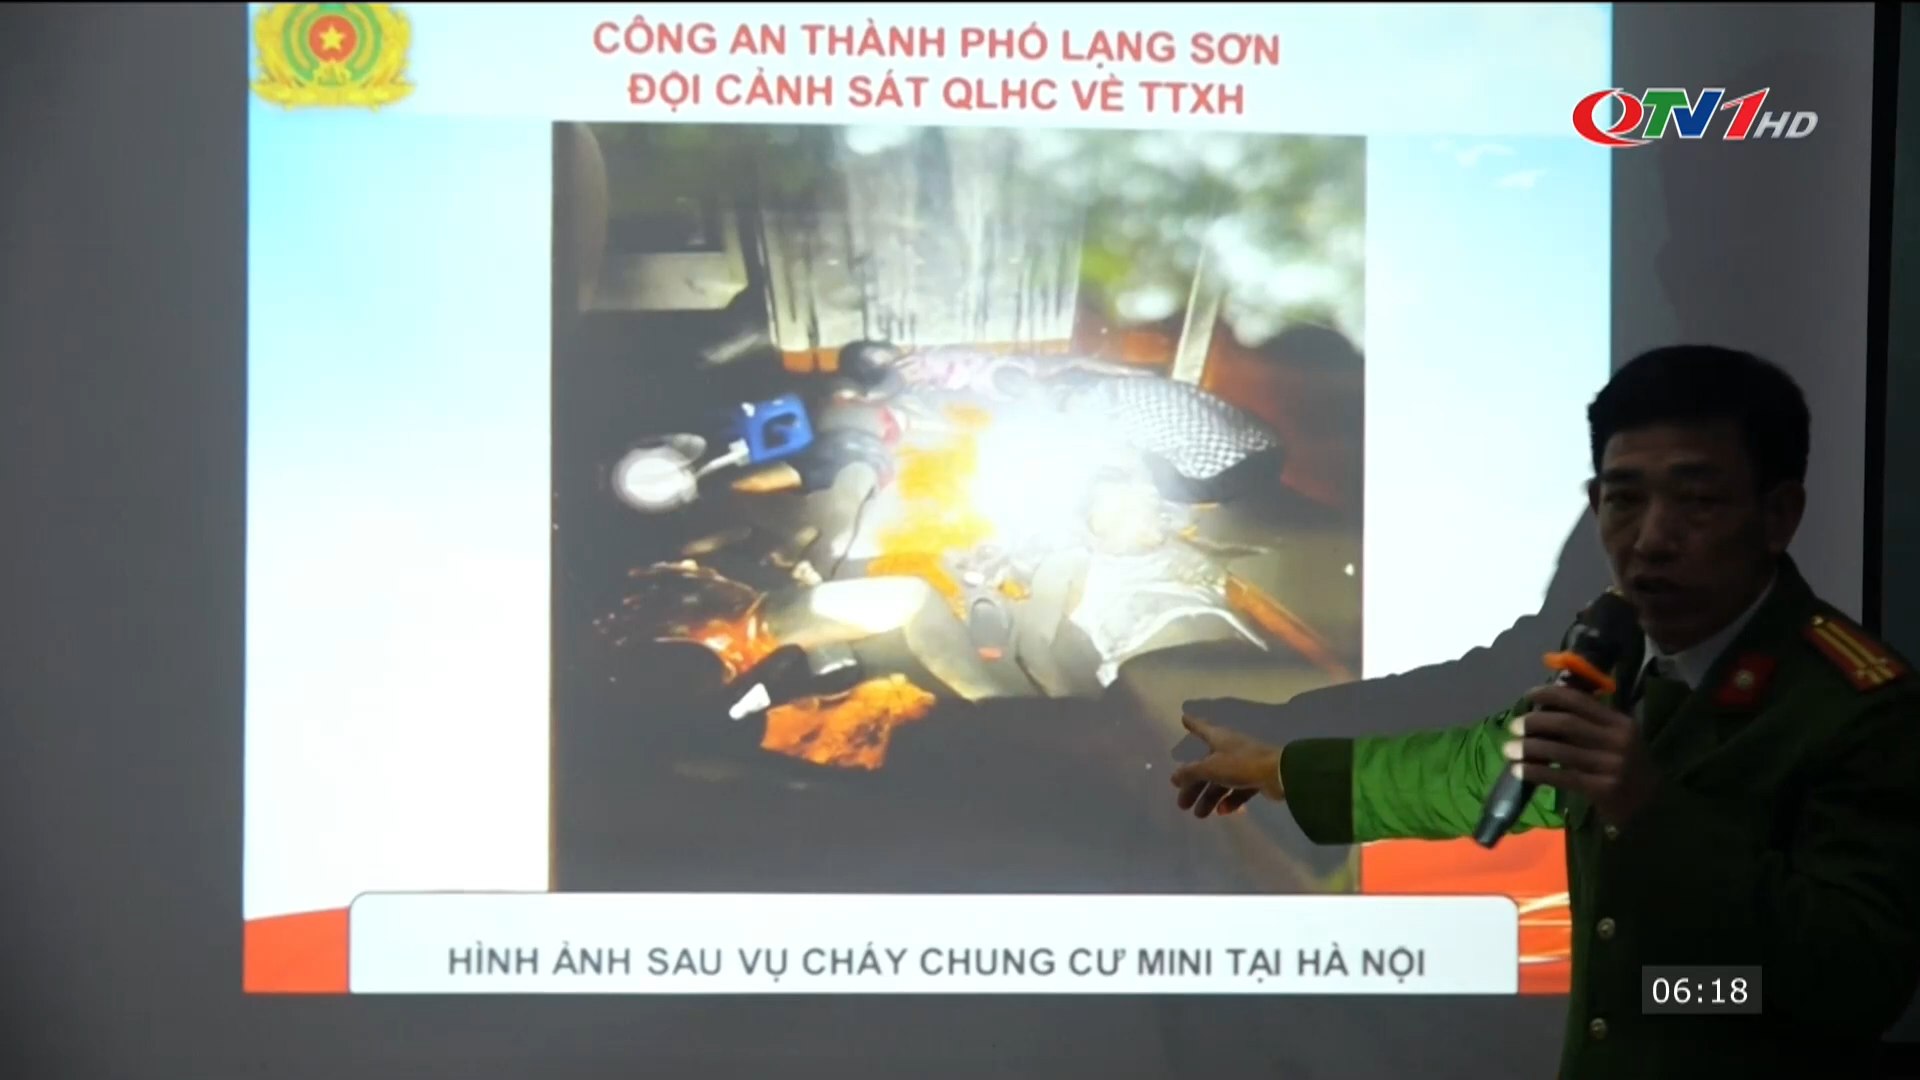 CÔNG AN THÀNH PHỐ LẠNG SƠN
ĐỘI CẢNH SÁT QLHC VỀ TTXH
QTV1HD
HÌNH ẢNH SAU VỤ CHÁY CHUNG CƯ MINI TẠI HÀ NỘI
06:18